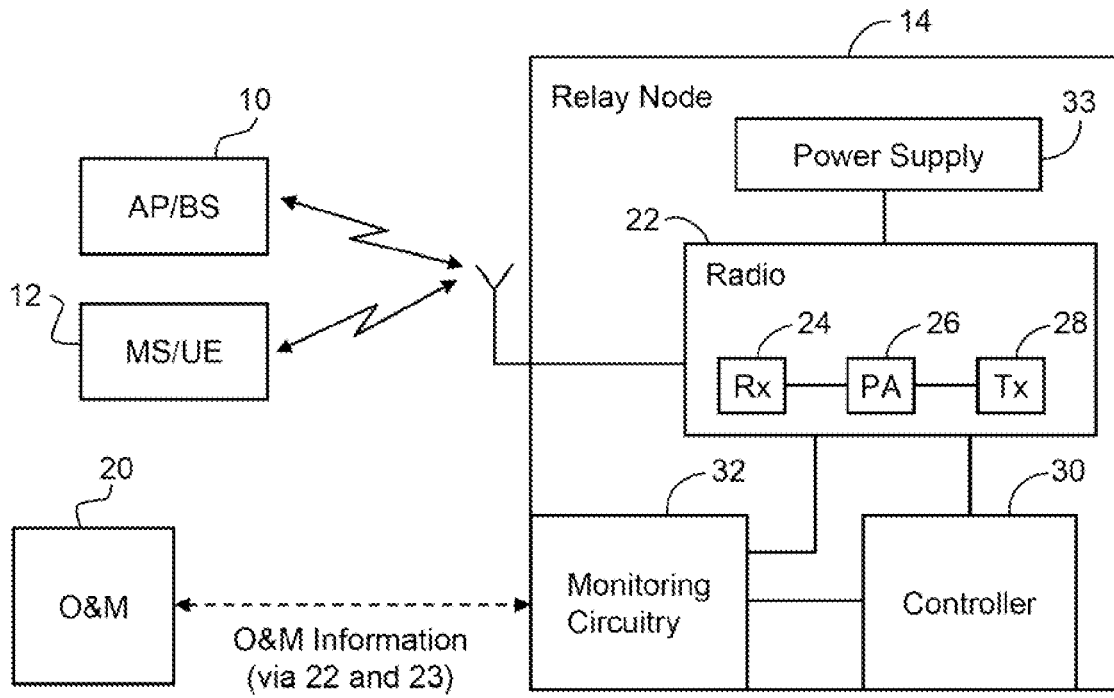 14
Relay Node
10
33
Power Supply
AP/BS
22
Radio
12
24
26
28
MS/UE
Rx
PA
Tx
20
32
30
O&M
Monitoring
Circuitry
Controller
O&M Information
(via 22 and 23)